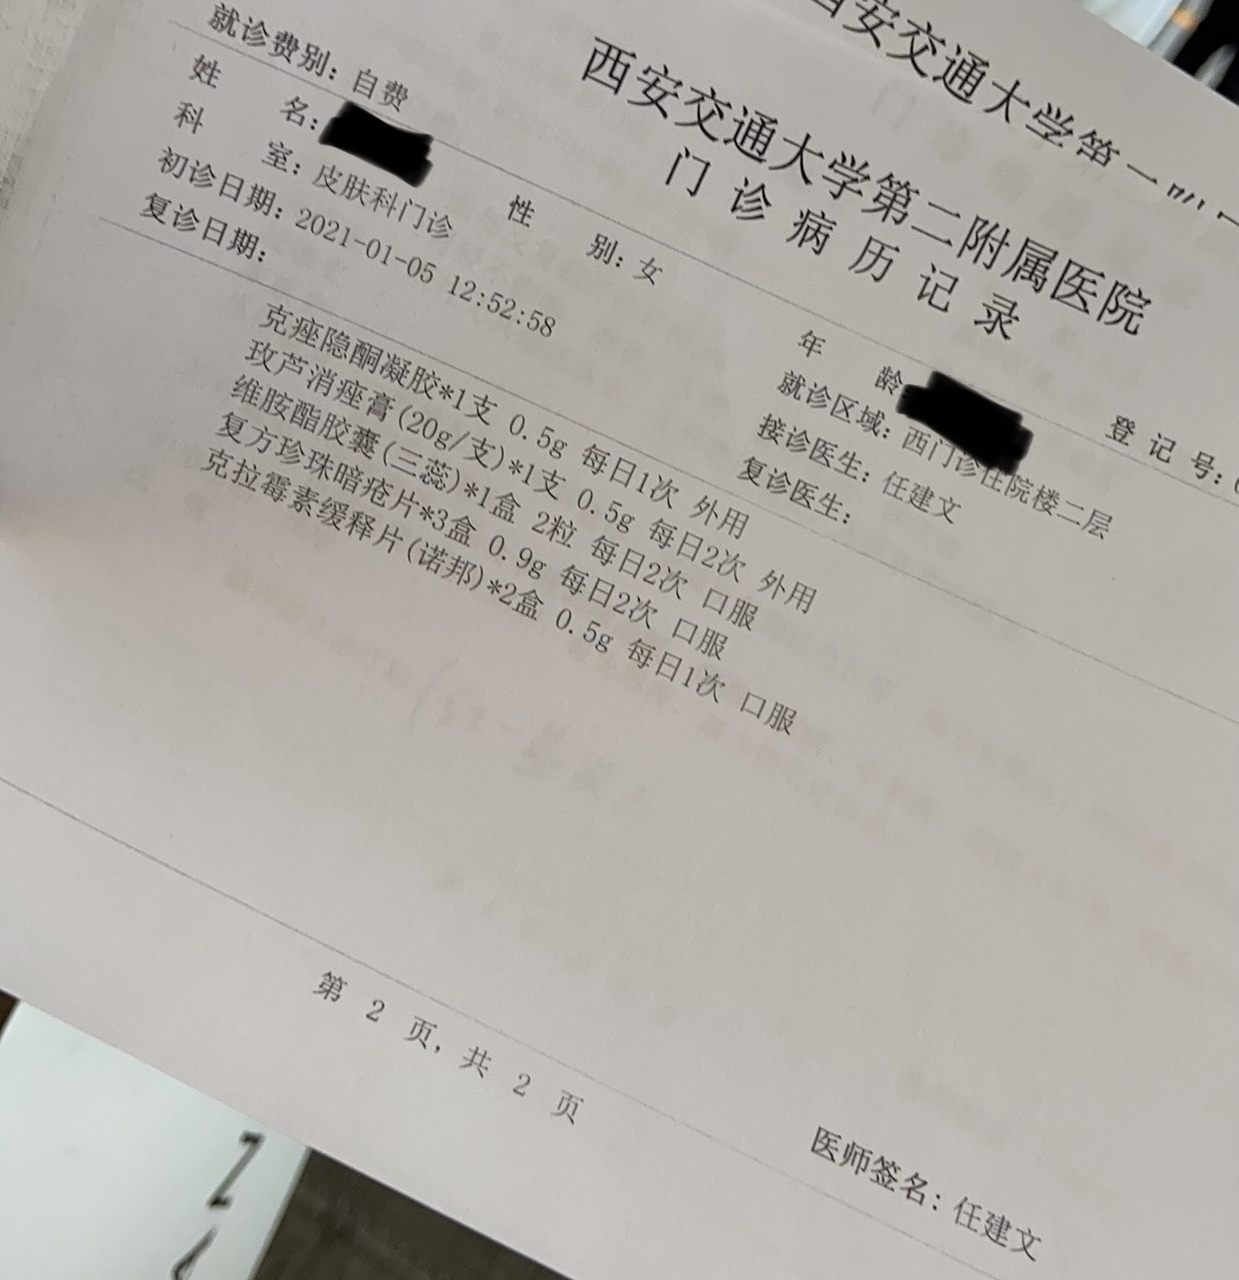 西安交通大学第二附属医院
门诊病历记录
就诊费别：自费
姓 名： 性 别：女 年 龄 登 记 号：
科 室：皮肤科门诊 就诊区域：西门诊住院楼二层
初诊日期：2021-01-05 12:52:58 接诊医生：任建文
复诊日期： 复诊医生：
克痤隐酮凝胶*1支 0.5g 每日1次 外用
玫芦消痤膏(20g/支)*1支 0.5g 每日2次 外用
维胺酯胶囊(三蕊)*1盒 2粒 每日2次 口服
复方珍珠暗疮片*3盒 0.9g 每日2次 口服
克拉霉素缓释片(诺邦)*2盒 0.5g 每日1次 口服
第 2 页，共 2 页
医师签名：任建文